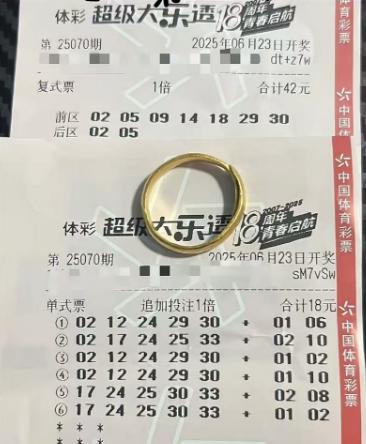 体彩 超级大乐透 18周年 青春启航
第 25070期 2025年06月23日开奖
dt+z7w
复式票 1倍 合计42元
前区 02 05 09 14 18 29 30
后区 02 05
中国体育彩票
2007-2025
体彩 超级大乐透 18周年 青春启航
第 25070期 2025年06月23日开奖
sM7vSw
单式票 追加投注1倍 合计18元
① 02 12 24 29 30 + 01 06
② 02 17 24 25 33 + 02 10
③ 02 12 24 29 30 + 01 02
④ 02 12 24 29 30 + 01 10
⑤ 17 24 25 30 33 + 02 08
⑥ 17 24 25 30 33 + 01 02
* * *
* * *
中国体育彩票
中国体育彩票